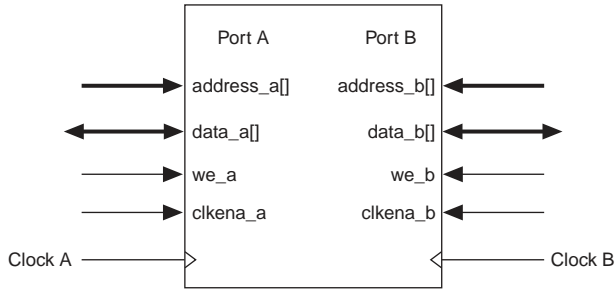 Port A Port B
address_a[] address_b[]
data_a[] data_b[]
we_a we_b
clkena_a clkena_b
Clock A Clock B